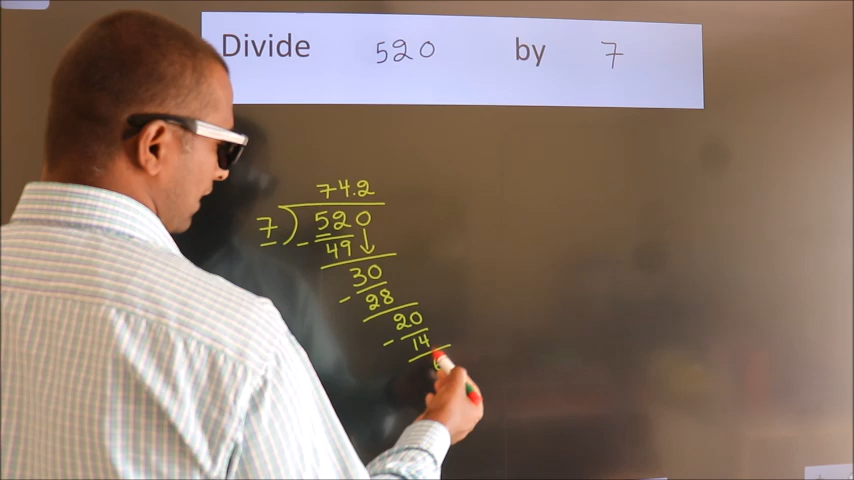 Divide 520 by 7
74.2
7 ) 520
- 49 ↓
30
- 28
20
- 14